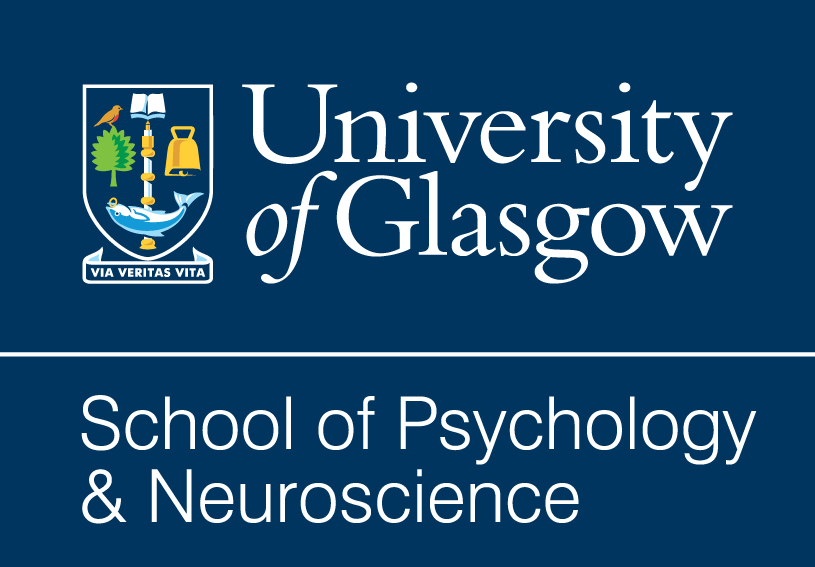 University
of Glasgow
VIA VERITAS VITA
School of Psychology
& Neuroscience